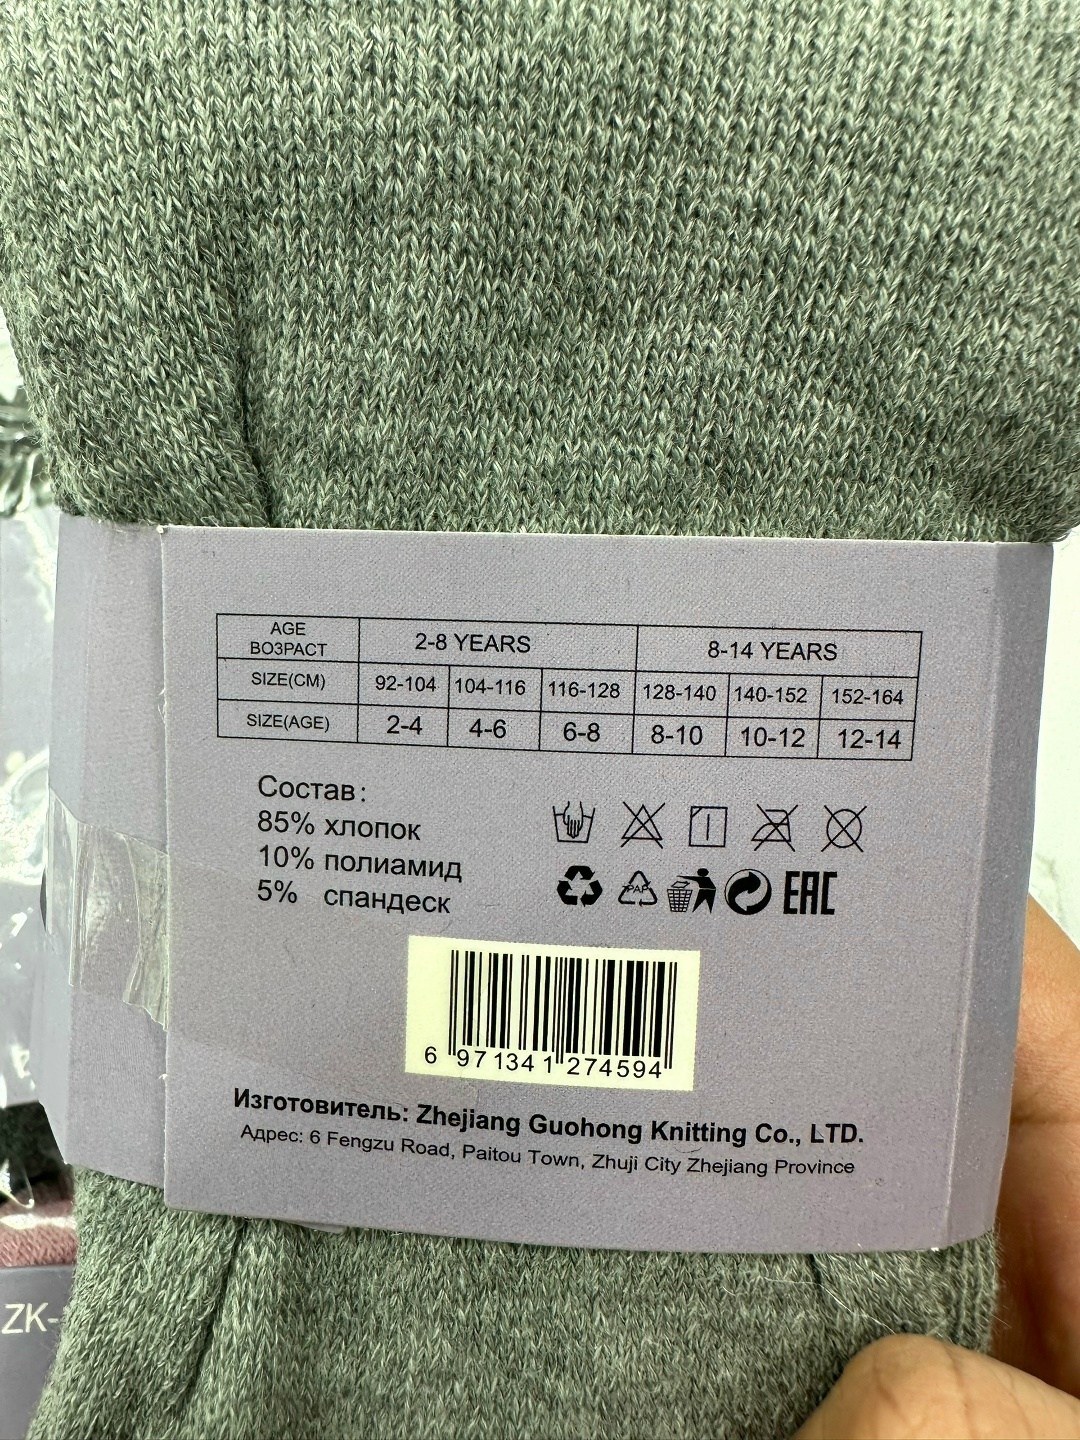 AGE 2-8 YEARS 8-14 YEARS
ВОЗРАСТ
SIZE(CM) 92-104 104-116 116-128 128-140 140-152 152-164
SIZE(AGE) 2-4 4-6 6-8 8-10 10-12 12-14
Состав:
85% хлопок
10% полиамид
5% спандеск
PAP
EAC
6 971341 274594
Изготовитель: Zhejiang Guohong Knitting Co., LTD.
Адрес: 6 Fengzu Road, Paitou Town, Zhuji City Zhejiang Province
ZK-